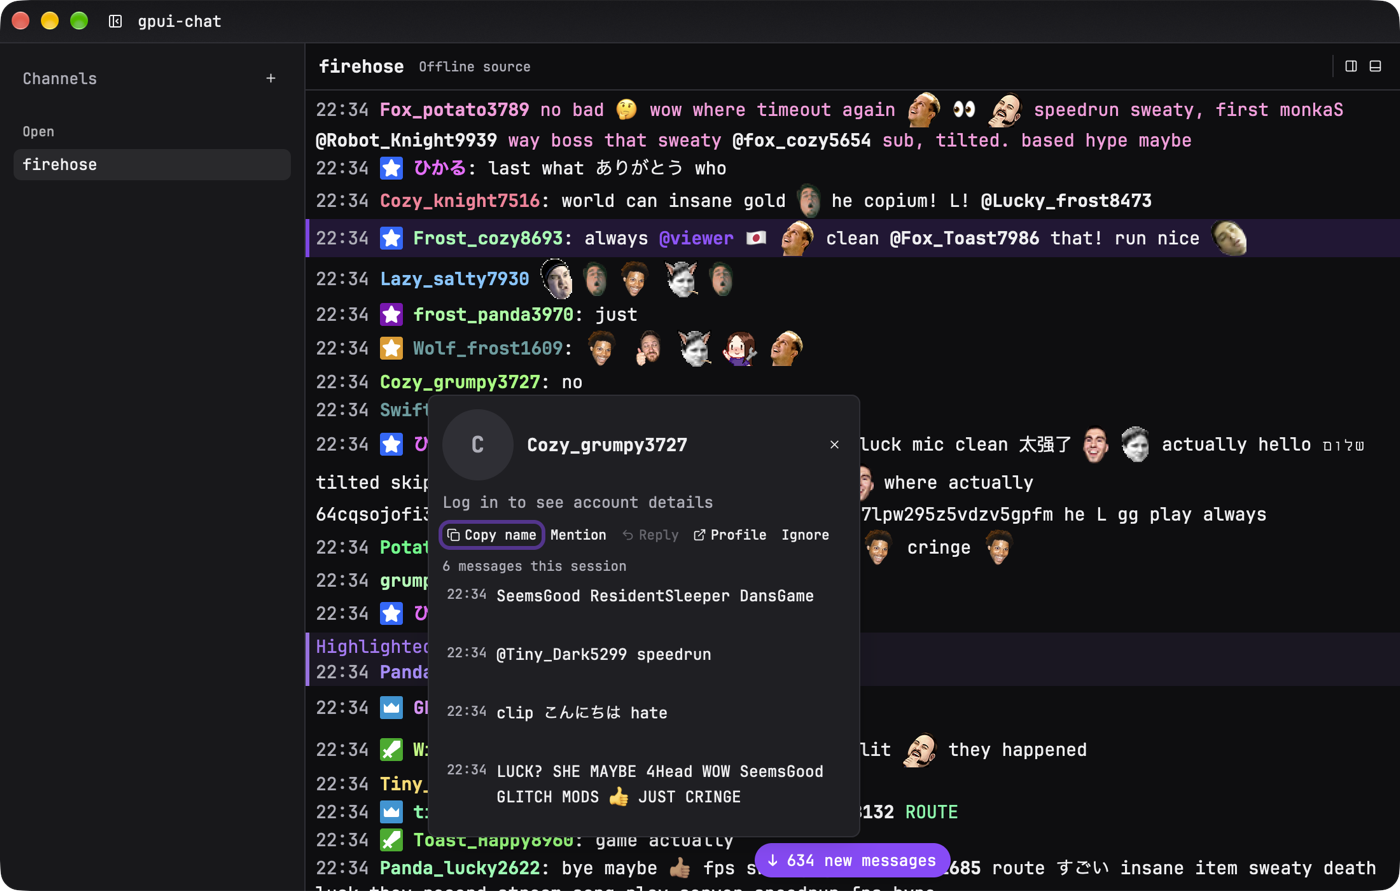 gpui-chat
Channels +
Open
firehose
firehose Offline source
22:34 Fox_potato3789 no bad 🤔 wow where timeout again 👀 speedrun sweaty, first monkaS
@Robot_Knight9939 way boss that sweaty @fox_cozy5654 sub, tilted. based hype maybe
22:34 ひかる: last what ありがとう who
22:34 Cozy_knight7516: world can insane gold he copium! L! @Lucky_frost8473
22:34 Frost_cozy8693: always @viewer 🇯🇵 clean @Fox_Toast7986 that! run nice
22:34 Lazy_salty7930
22:34 frost_panda3970: just
22:34 Wolf_frost1609:
22:34 Cozy_grumpy3727: no
22:34 Swift
22:34 ひ luck mic clean 太强了 actually hello שלום
tilted skip where actually
64cqsojofi3 7lpw295z5vdzv5gpfm he L gg play always
22:34 Potat cringe
22:34 grump
22:34 ひ
Highlighted
22:34 Panda
22:34
22:34 Wi lit they happened
22:34 Tiny_
22:34 ti 3132 ROUTE
22:34 Toast_Happy8960: game actually
22:34 Panda_lucky2622: bye maybe 👍🏽 fps 685 route すごい insane item sweaty death
C
Cozy_grumpy3727
Log in to see account details
Copy name Mention Reply Profile Ignore
6 messages this session
22:34 SeemsGood ResidentSleeper DansGame
22:34 @Tiny_Dark5299 speedrun
22:34 clip こんにちは hate
22:34 LUCK? SHE MAYBE 4Head WOW SeemsGood
GLITCH MODS 👍 JUST CRINGE
↓ 634 new messages